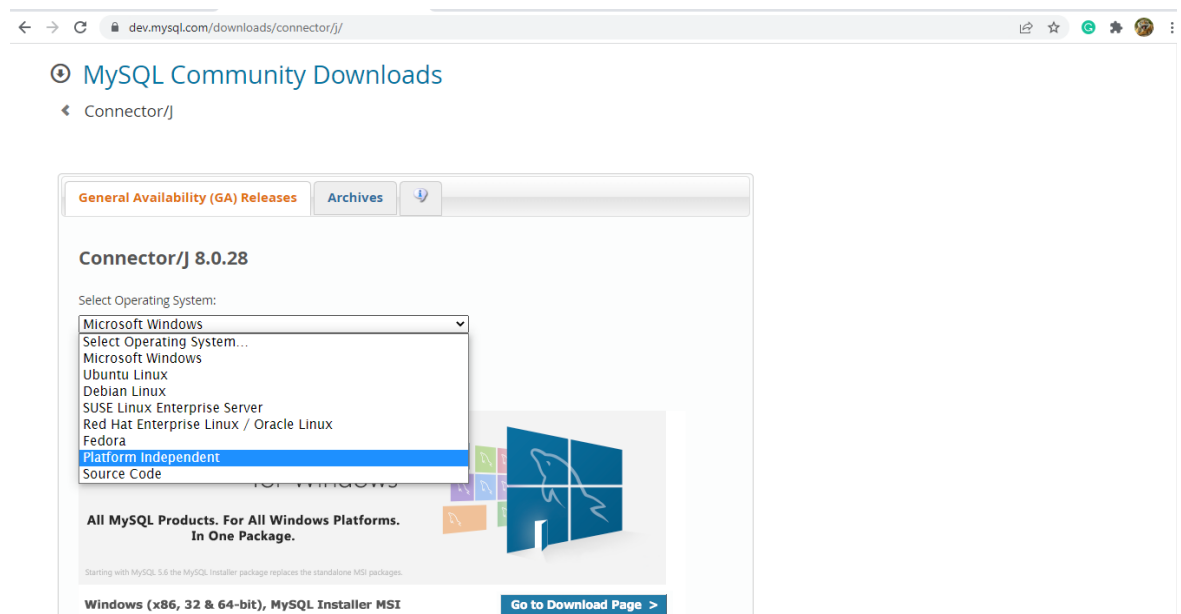 dev.mysql.com/downloads/connector/j/
MySQL Community Downloads
Connector/J
General Availability (GA) Releases
Archives
Connector/J 8.0.28
Select Operating System:
Microsoft Windows
Select Operating System...
Microsoft Windows
Ubuntu Linux
Debian Linux
SUSE Linux Enterprise Server
Red Hat Enterprise Linux / Oracle Linux
Fedora
Platform Independent
Source Code
for Windows
All MySQL Products. For All Windows Platforms.
In One Package.
Starting with MySQL 5.6 the MySQL Installer package replaces the standalone MSI packages.
Windows (x86, 32 & 64-bit), MySQL Installer MSI
Go to Download Page >